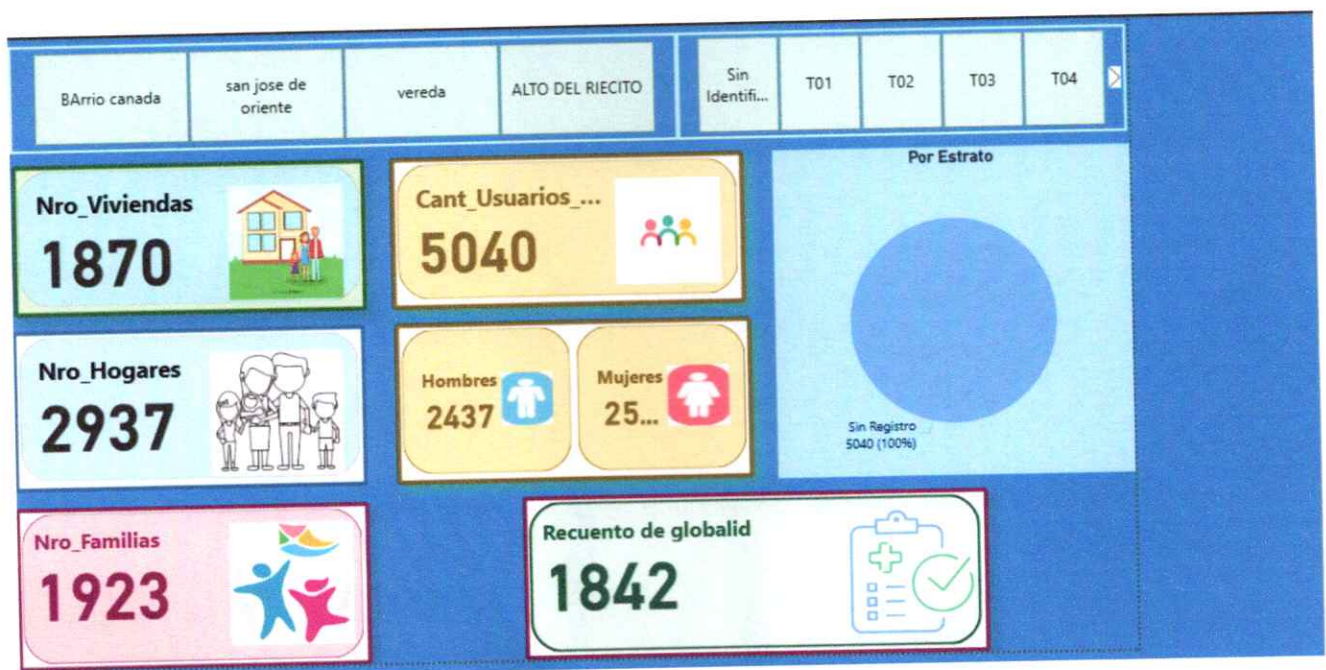 BArrio canada
san jose de
oriente
vereda
ALTO DEL RIECITO
Sin
Identifi...
T01
T02
T03
T04
Nro_Viviendas
1870
Cant_Usuarios_...
5040
Por Estrato
Sin Registro
5040 (100%)
Nro_Hogares
2937
Hombres
2437
Mujeres
25...
Nro_Familias
1923
Recuento de globalid
1842